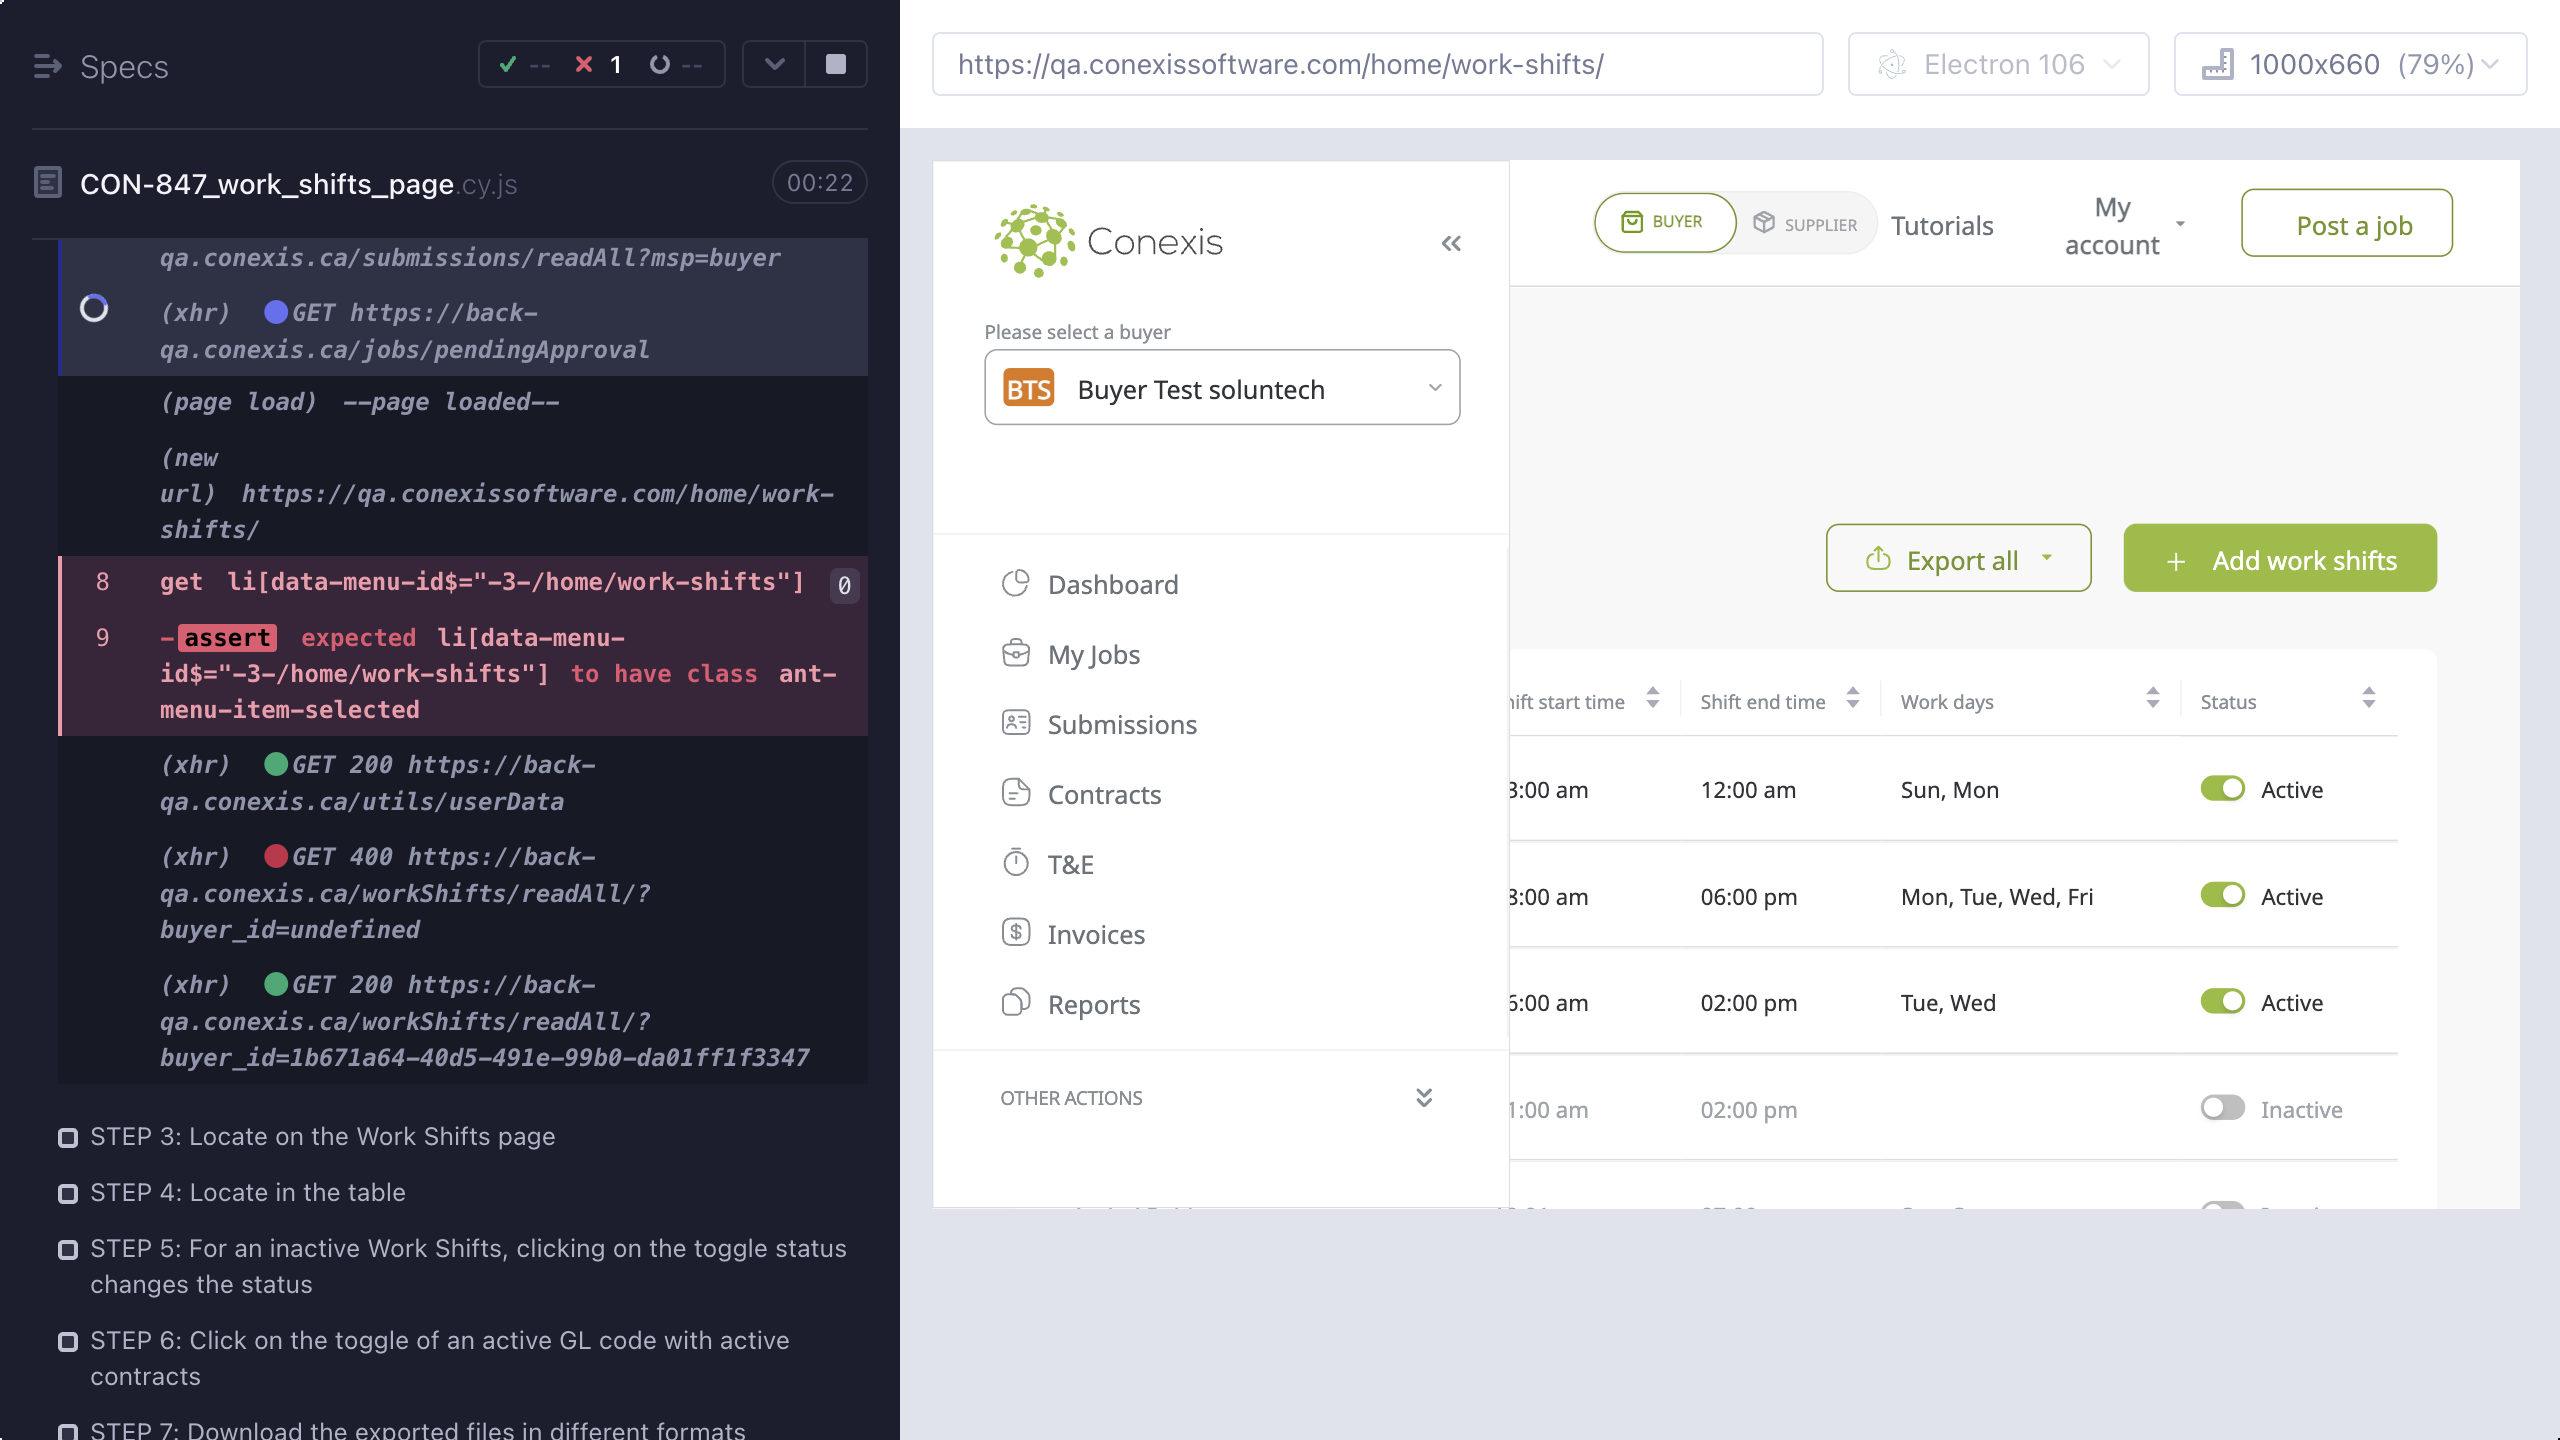 Specs
-- 1 --
CON-847_work_shifts_page.cy.js
00:22
qa.conexis.ca/submissions/readAll?msp=buyer
(xhr) GET https://back-
qa.conexis.ca/jobs/pendingApproval
(page load) --page loaded--
(new
url) https://qa.conexissoftware.com/home/work-
shifts/
8 get li[data-menu-id$="-3-/home/work-shifts"] 0
9 -assert expected li[data-menu-
id$="-3-/home/work-shifts"] to have class ant-
menu-item-selected
(xhr) GET 200 https://back-
qa.conexis.ca/utils/userData
(xhr) GET 400 https://back-
qa.conexis.ca/workShifts/readAll/?
buyer_id=undefined
(xhr) GET 200 https://back-
qa.conexis.ca/workShifts/readAll/?
buyer_id=1b671a64-40d5-491e-99b0-da01ff1f3347
STEP 3: Locate on the Work Shifts page
STEP 4: Locate in the table
STEP 5: For an inactive Work Shifts, clicking on the toggle status
changes the status
STEP 6: Click on the toggle of an active GL code with active
contracts
STEP 7: Download the exported files in different formats
https://qa.conexissoftware.com/home/work-shifts/
Electron 106
1000x660 (79%)
Conexis
Please select a buyer
BTS Buyer Test soluntech
Dashboard
My Jobs
Submissions
Contracts
T&E
Invoices
Reports
OTHER ACTIONS
BUYER
SUPPLIER
Tutorials
My
account
Post a job
Export all
+ Add work shifts
ift start time Shift end time Work days Status
:00 am 12:00 am Sun, Mon Active
:00 am 06:00 pm Mon, Tue, Wed, Fri Active
:00 am 02:00 pm Tue, Wed Active
:00 am 02:00 pm Inactive